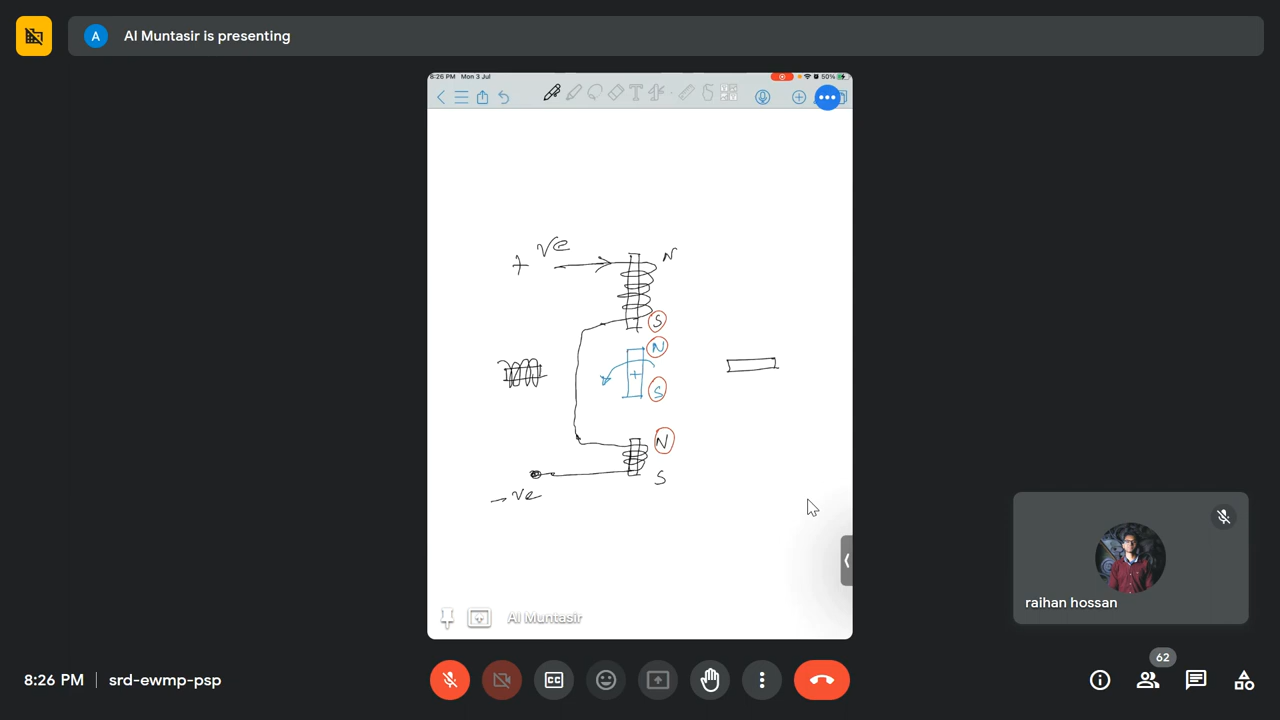 Al Muntasir is presenting
A
8:26 PM Mon 3 Jul
50%
T
+ ve
N
S
N
S
N
S
- ve
Al Muntasir
raihan hossan
8:26 PM | srd-ewmp-psp
CC
62